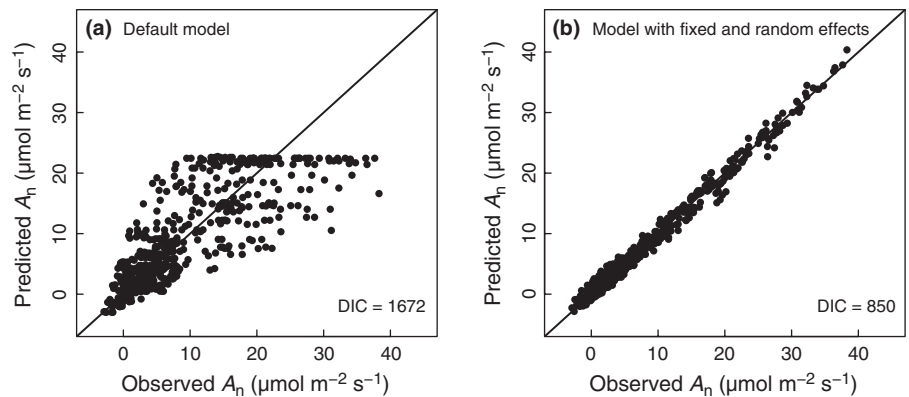 (a) Default model
40
30
20
10
0
Predicted Aₙ (μmol m⁻² s⁻¹)
DIC = 1672
0 10 20 30 40
Observed Aₙ (μmol m⁻² s⁻¹)
(b) Model with fixed and random effects
40
30
20
10
0
Predicted Aₙ (μmol m⁻² s⁻¹)
DIC = 850
0 10 20 30 40
Observed Aₙ (μmol m⁻² s⁻¹)